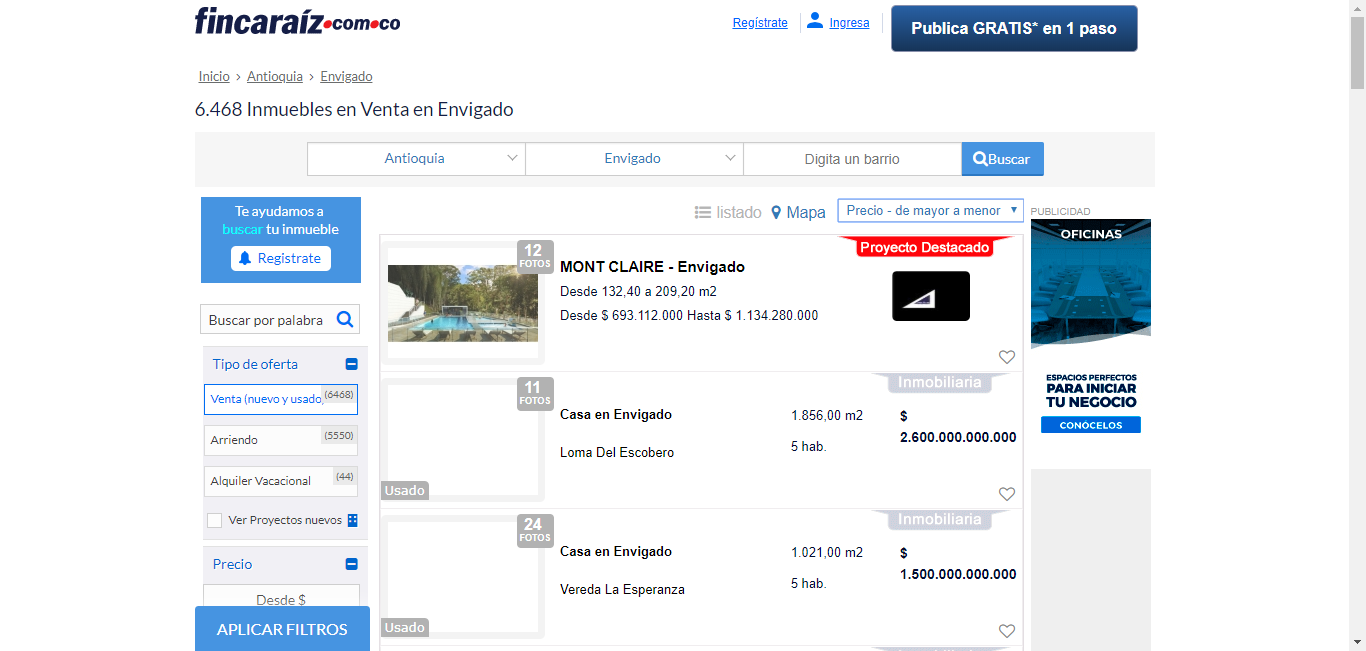 fincaraíz.com.co
Regístrate
Ingresa
Publica GRATIS* en 1 paso
Inicio > Antioquia > Envigado
6.468 Inmuebles en Venta en Envigado
Antioquia
Envigado
Digita un barrio
Buscar
Te ayudamos a
buscar tu inmueble
Registrate
Buscar por palabra
Tipo de oferta
Venta (nuevo y usado) (6468)
Arriendo (5550)
Alquiler Vacacional (44)
Ver Proyectos nuevos
Precio
Desde $
APLICAR FILTROS
listado
Mapa
Precio - de mayor a menor
12
FOTOS
MONT CLAIRE - Envigado
Desde 132,40 a 209,20 m2
Desde $ 693.112.000 Hasta $ 1.134.280.000
Proyecto Destacado
11
FOTOS
Usado
Casa en Envigado
Loma Del Escobero
1.856,00 m2
5 hab.
Inmobiliaria
$
2.600.000.000.000
24
FOTOS
Usado
Casa en Envigado
Vereda La Esperanza
1.021,00 m2
5 hab.
Inmobiliaria
$
1.500.000.000.000
PUBLICIDAD
OFICINAS
ESPACIOS PERFECTOS
PARA INICIAR
TU NEGOCIO
CONÓCELOS